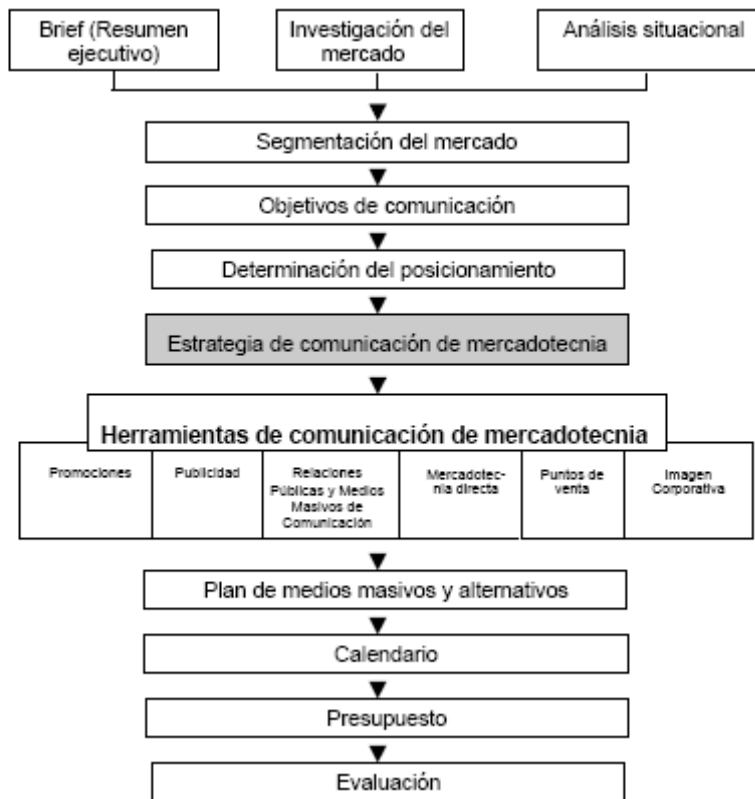 Brief (Resumen
ejecutivo)
Investigación del
mercado
Análisis situacional
Segmentación del mercado
Objetivos de comunicación
Determinación del posicionamiento
Estrategia de comunicación de mercadotecnia
Herramientas de comunicación de mercadotecnia
Promociones
Publicidad
Relaciones
Públicas y Medios
Masivos de
Comunicación
Mercadotec-
nia directa
Puntos de
venta
Imagen
Corporativa
Plan de medios masivos y alternativos
Calendario
Presupuesto
Evaluación